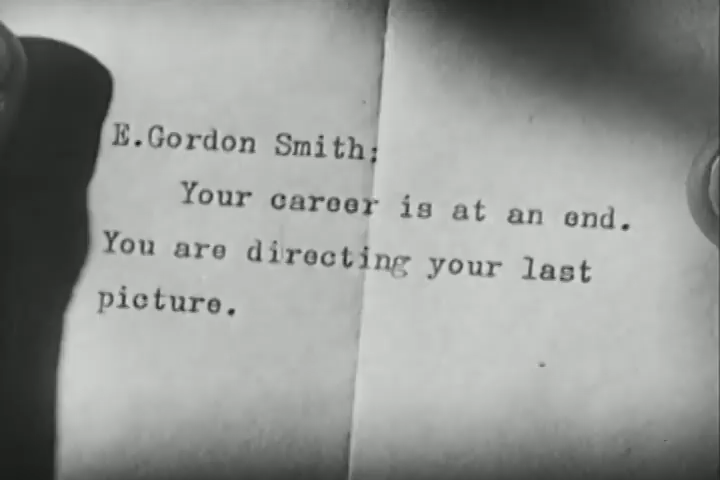 E.Gordon Smith:
Your career is at an end.
You are directing your last
picture.